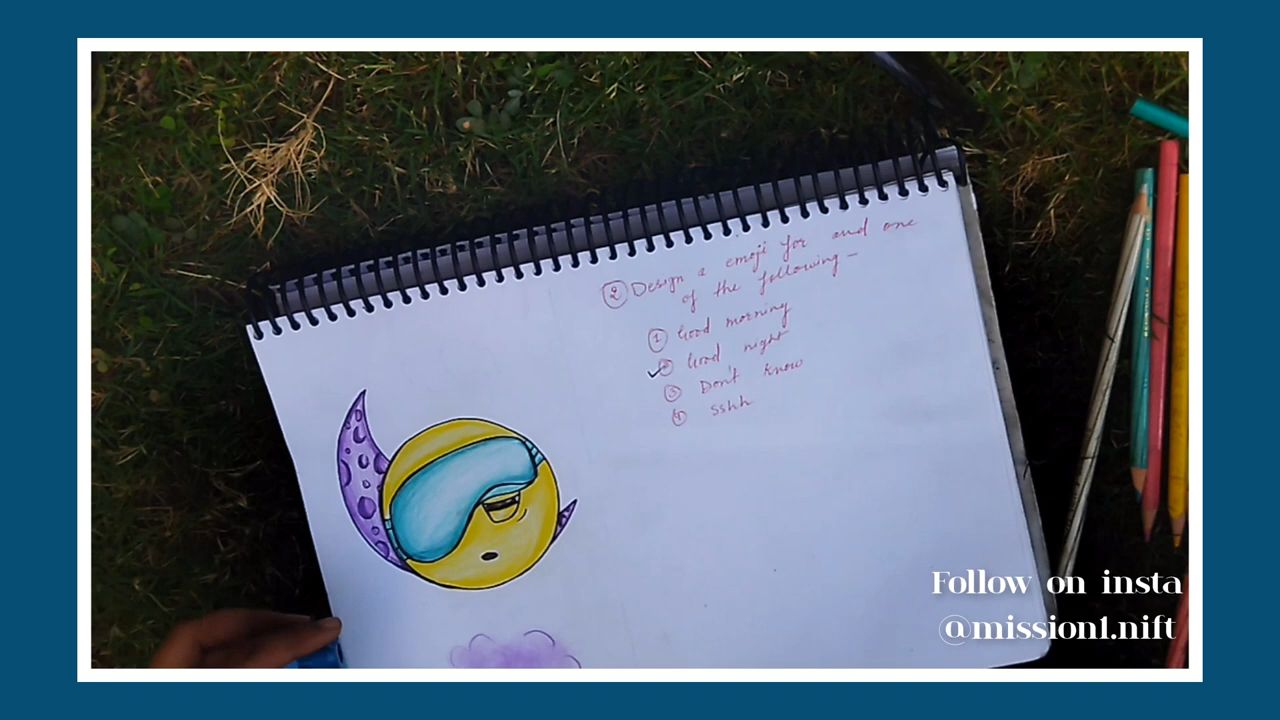 ② Design a emoji for and one
of the following -
① Good morning
② Good night
③ Don't know
④ sshh
Follow on insta
@mission1.nift